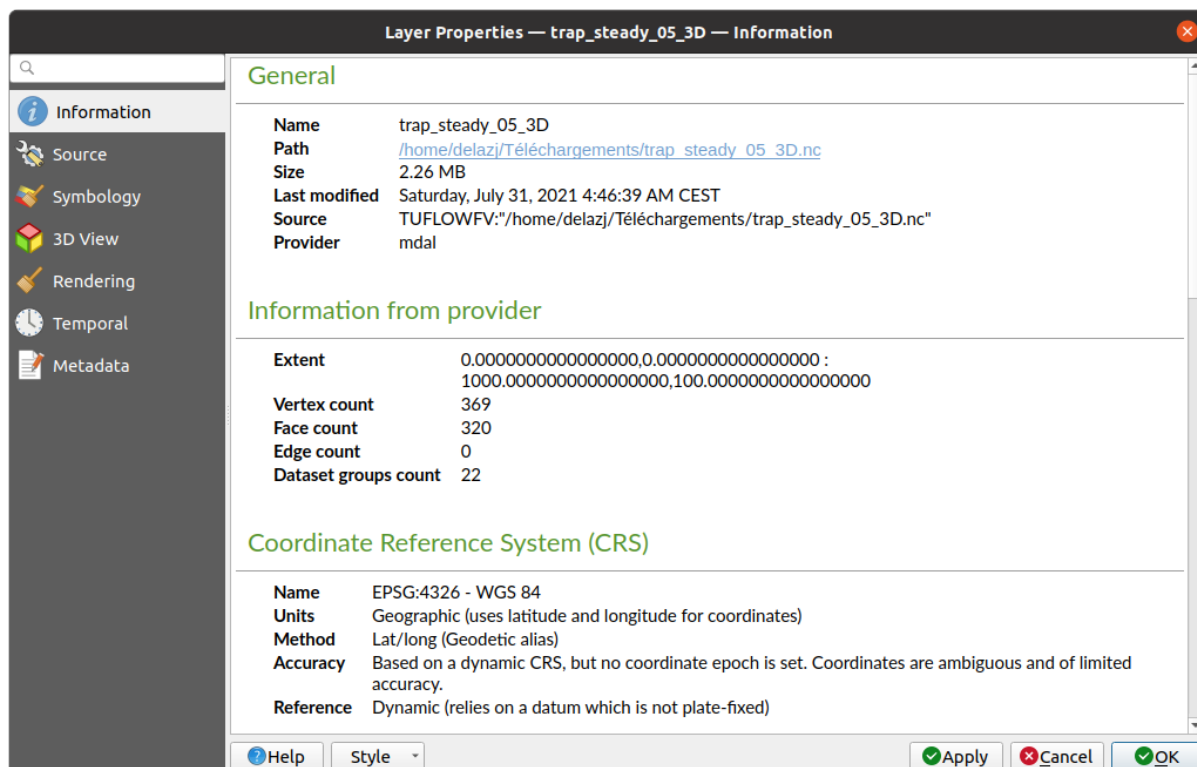 Layer Properties — trap_steady_05_3D — Information
Information
Source
Symbology
3D View
Rendering
Temporal
Metadata
General
Name trap_steady_05_3D
Path /home/delazj/Téléchargements/trap_steady_05_3D.nc
Size 2.26 MB
Last modified Saturday, July 31, 2021 4:46:39 AM CEST
Source TUFLOWFV:"/home/delazj/Téléchargements/trap_steady_05_3D.nc"
Provider mdal
Information from provider
Extent 0.0000000000000000,0.0000000000000000 :
1000.0000000000000000,100.0000000000000000
Vertex count 369
Face count 320
Edge count 0
Dataset groups count 22
Coordinate Reference System (CRS)
Name EPSG:4326 - WGS 84
Units Geographic (uses latitude and longitude for coordinates)
Method Lat/long (Geodetic alias)
Accuracy Based on a dynamic CRS, but no coordinate epoch is set. Coordinates are ambiguous and of limited
accuracy.
Reference Dynamic (relies on a datum which is not plate-fixed)
Help Style Apply Cancel OK